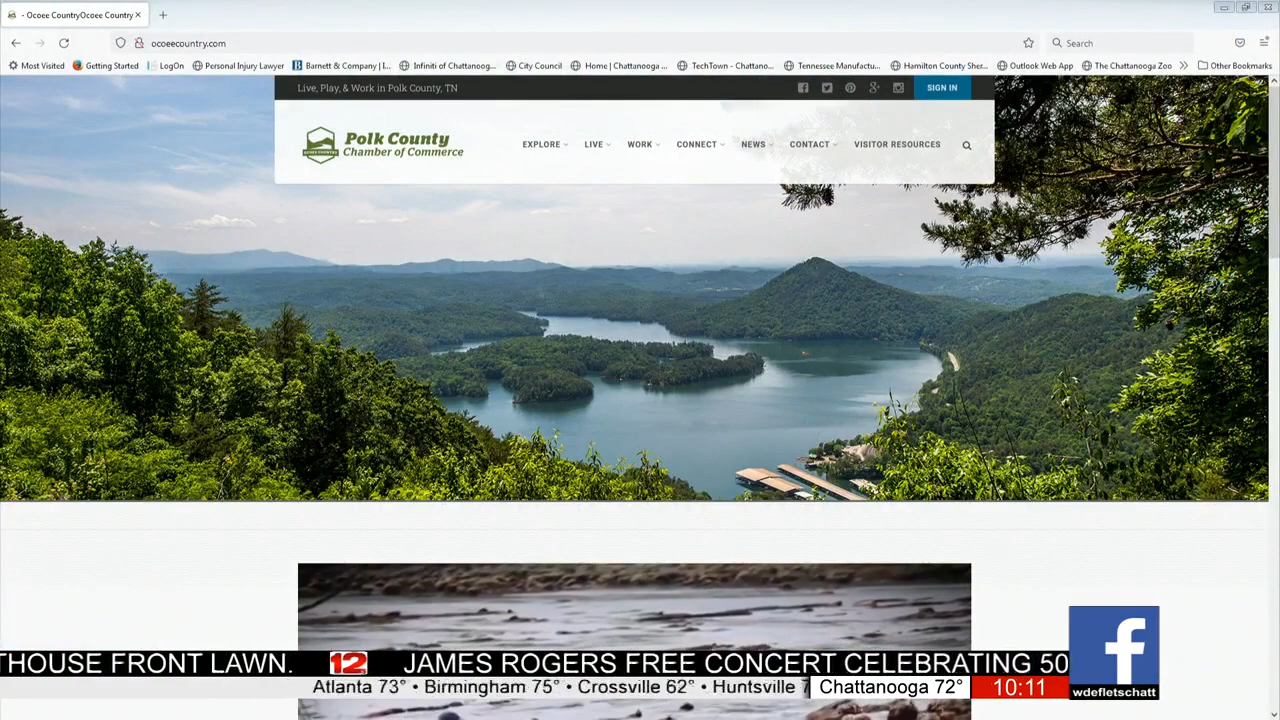 - Ocoee CountryOcoee Country
ocoeecountry.com
Search
Most Visited
Getting Started
LogOn
Personal Injury Lawyer
Barnett & Company | I...
Infiniti of Chattanoog...
City Council
Home | Chattanooga ...
TechTown - Chattano...
Tennessee Manufactu...
Hamilton County Sher...
Outlook Web App
The Chattanooga Zoo
Other Bookmarks
Live, Play, & Work in Polk County, TN
SIGN IN
OCOEE COUNTRY
Polk County
Chamber of Commerce
EXPLORE
LIVE
WORK
CONNECT
NEWS
CONTACT
VISITOR RESOURCES
THOUSE FRONT LAWN. 12 JAMES ROGERS FREE CONCERT CELEBRATING 50
Atlanta 73° • Birmingham 75° • Crossville 62° • Huntsville 7
Chattanooga 72°
10:11
f
wdefletschatt